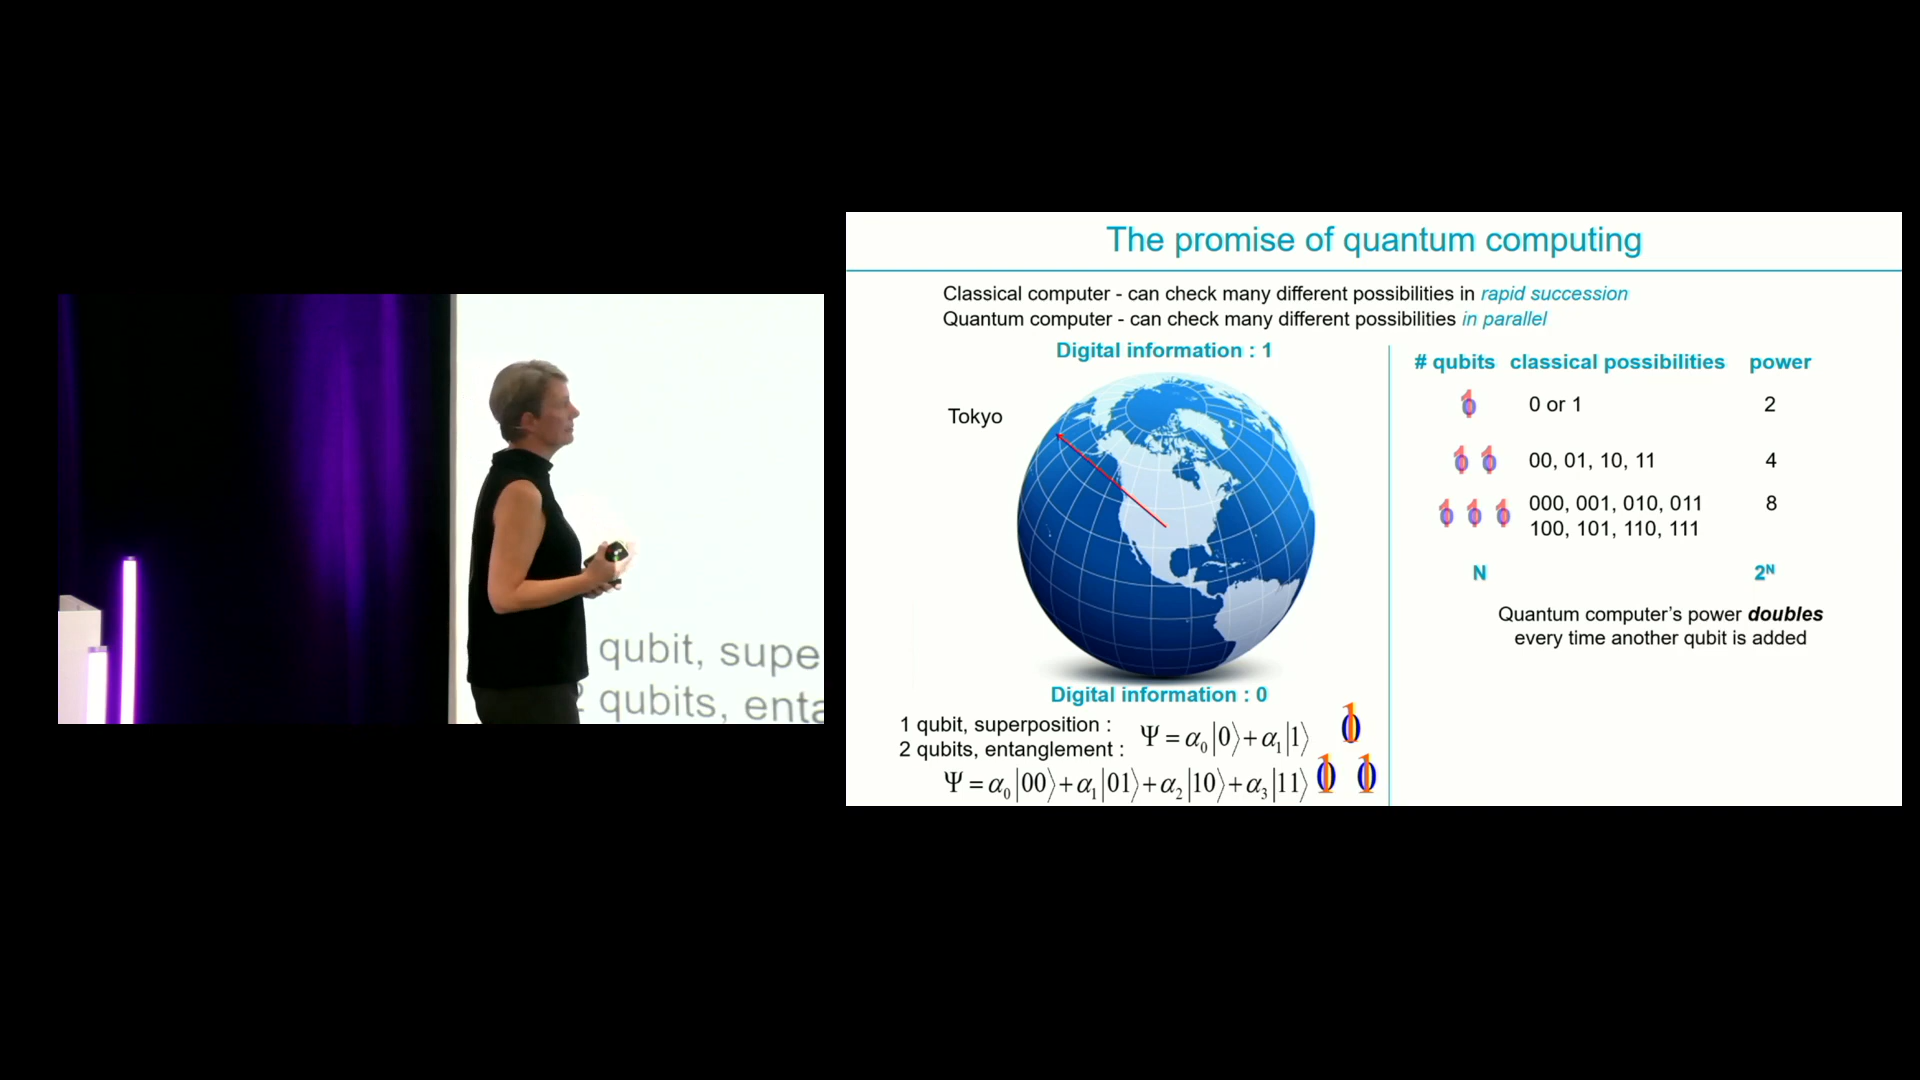 The promise of quantum computing
Classical computer - can check many different possibilities in rapid succession
Quantum computer - can check many different possibilities in parallel
Digital information : 1
Tokyo
Digital information : 0
1 qubit, superposition :
Ψ = α₀|0⟩+α₁|1⟩
2 qubits, entanglement :
Ψ = α₀|00⟩+α₁|01⟩+α₂|10⟩+α₃|11⟩
# qubits classical possibilities power
0 or 1 2
00, 01, 10, 11 4
000, 001, 010, 011 8
100, 101, 110, 111
N 2ᴺ
Quantum computer’s power doubles
every time another qubit is added
qubit, supe
2 qubits, enta